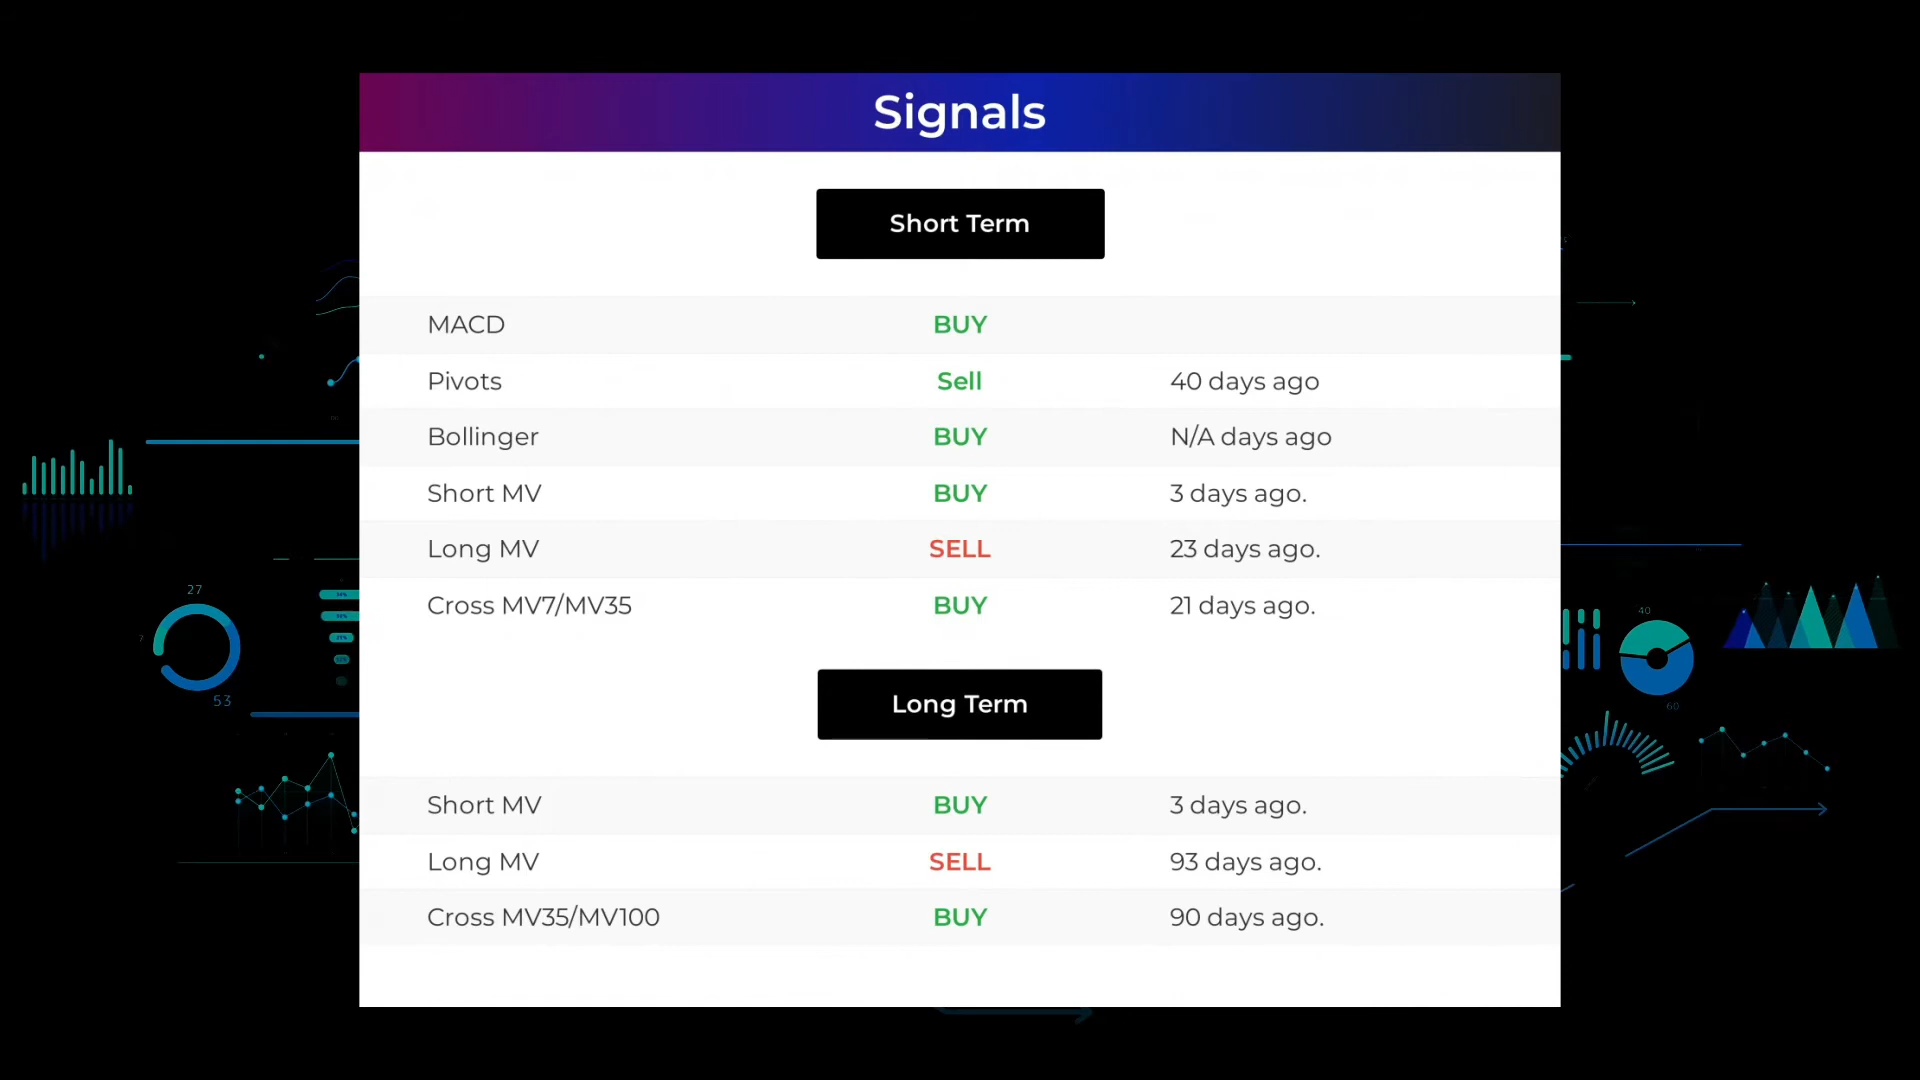 Signals
Short Term
MACD BUY
Pivots Sell 40 days ago
Bollinger BUY N/A days ago
Short MV BUY 3 days ago.
Long MV SELL 23 days ago.
Cross MV7/MV35 BUY 21 days ago.
Long Term
Short MV BUY 3 days ago.
Long MV SELL 93 days ago.
Cross MV35/MV100 BUY 90 days ago.
27
7
53
40
60